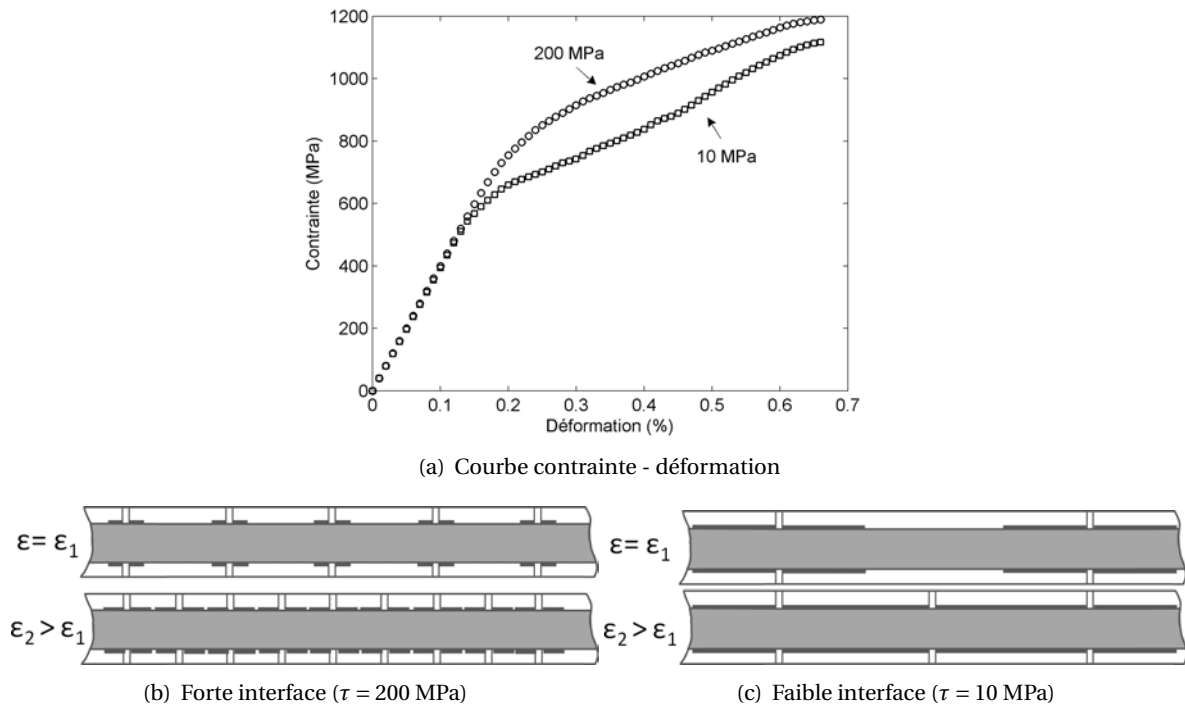 1200
1000
800
600
400
200
0
Contrainte (MPa)
200 MPa
10 MPa
0 0.1 0.2 0.3 0.4 0.5 0.6 0.7
Déformation (%)
(a) Courbe contrainte - déformation
ε= ε1
ε2 > ε1
(b) Forte interface (τ = 200 MPa)
ε= ε1
ε2 > ε1
(c) Faible interface (τ = 10 MPa)